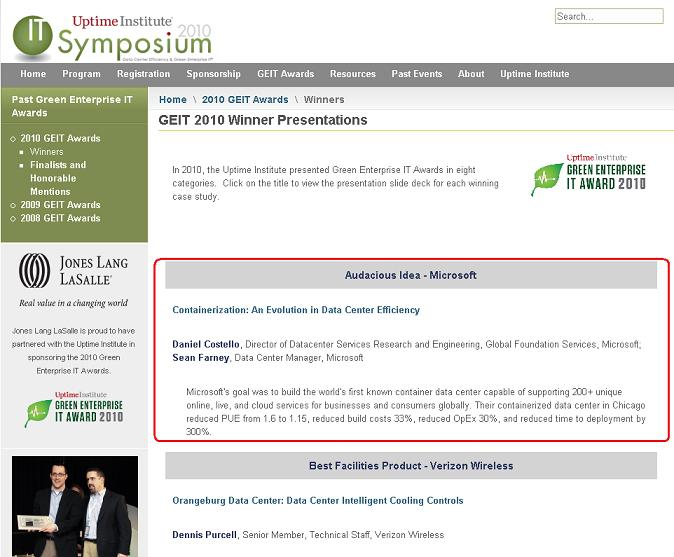 Uptime Institute®
IT Symposium 2010
Data Center Efficiency & Green Enterprise IT
Search...
Home Program Registration Sponsorship GEIT Awards Resources Past Events About Uptime Institute
Past Green Enterprise IT
Awards
2010 GEIT Awards
Winners
Finalists and
Honorable
Mentions
2009 GEIT Awards
2008 GEIT Awards
JONES LANG
LASALLE®
Real value in a changing world
Jones Lang LaSalle is proud to have
partnered with the Uptime Institute in
sponsoring the 2010 Green
Enterprise IT Awards.
Uptime Institute
GREEN ENTERPRISE
IT AWARD 2010
Home \ 2010 GEIT Awards \ Winners
GEIT 2010 Winner Presentations
In 2010, the Uptime Institute presented Green Enterprise IT Awards in eight
categories. Click on the title to view the presentation slide deck for each winning
case study.
Uptime Institute
GREEN ENTERPRISE
IT AWARD 2010
Audacious Idea - Microsoft
Containerization: An Evolution in Data Center Efficiency
Daniel Costello, Director of Datacenter Services Research and Engineering, Global Foundation Services, Microsoft;
Sean Farney, Data Center Manager, Microsoft
Microsoft's goal was to build the world's first known container data center capable of supporting 200+ unique
online, live, and cloud services for businesses and consumers globally. Their containerized data center in Chicago
reduced PUE from 1.6 to 1.15, reduced build costs 33%, reduced OpEx 30%, and reduced time to deployment by
300%.
Best Facilities Product - Verizon Wireless
Orangeburg Data Center: Data Center Intelligent Cooling Controls
Dennis Purcell, Senior Member, Technical Staff, Verizon Wireless